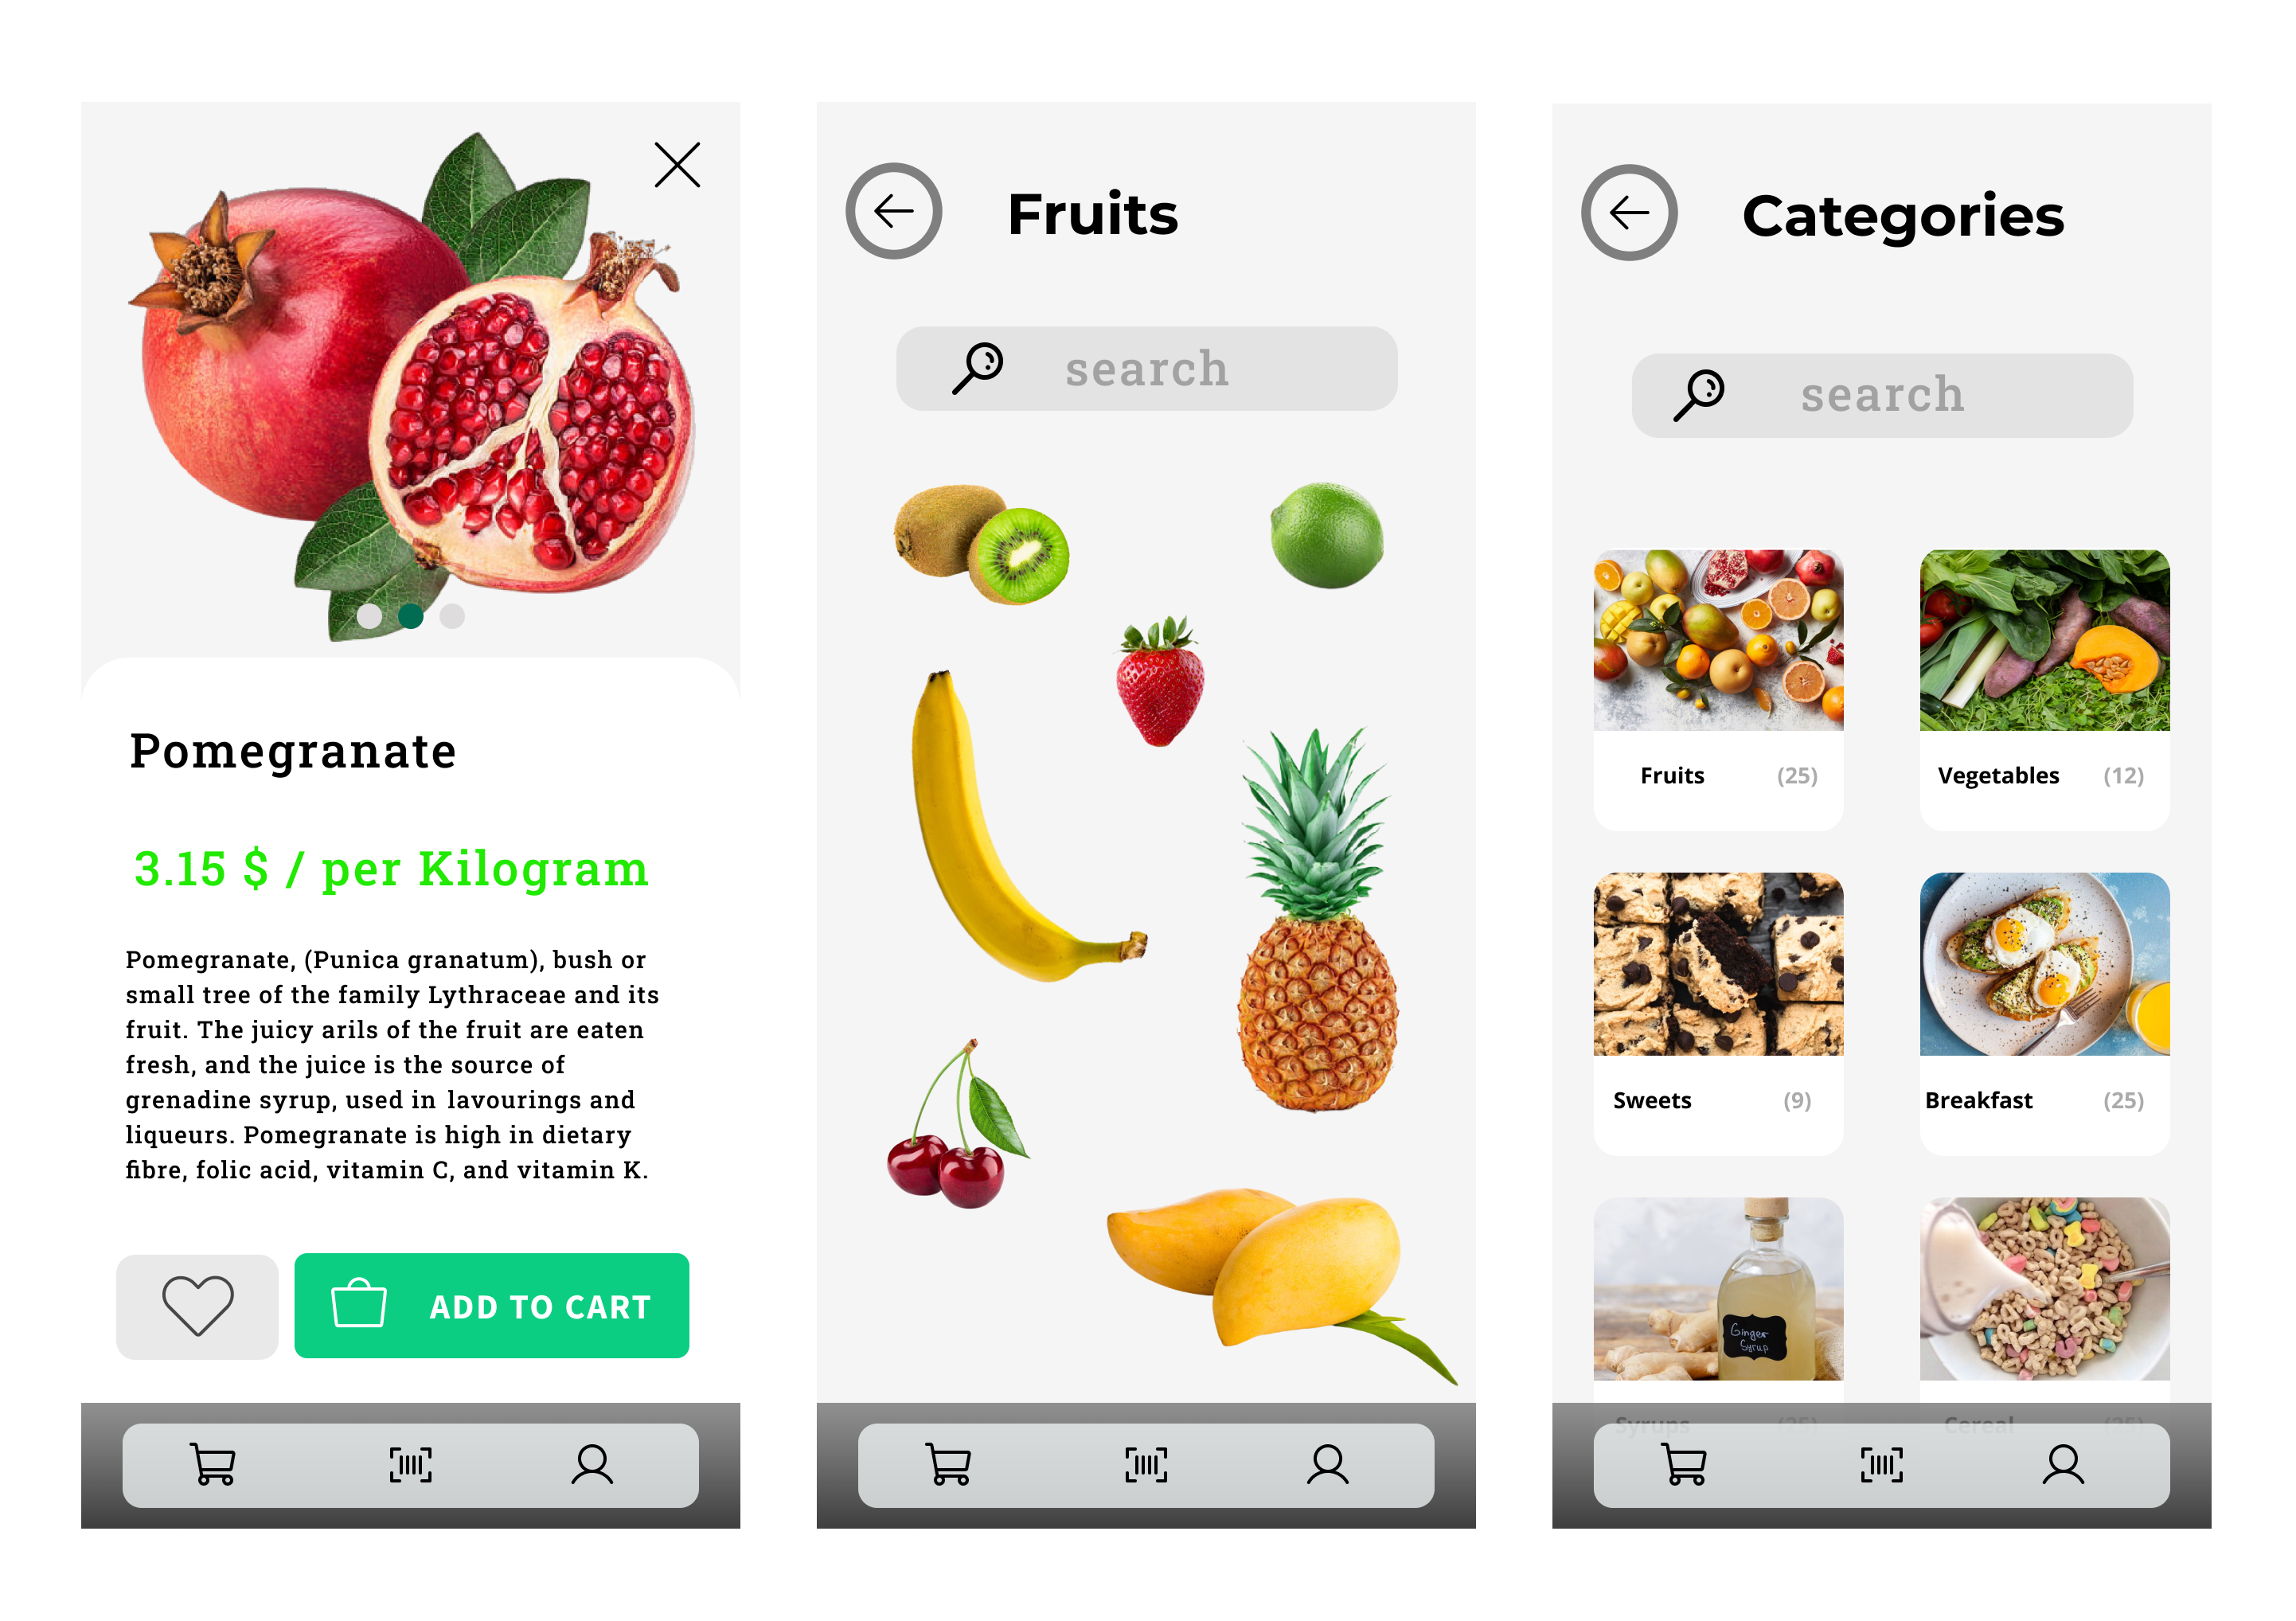 Pomegranate
3.15 $ / per Kilogram
Pomegranate, (Punica granatum), bush or
small tree of the family Lythraceae and its
fruit. The juicy arils of the fruit are eaten
fresh, and the juice is the source of
grenadine syrup, used in lavourings and
liqueurs. Pomegranate is high in dietary
fibre, folic acid, vitamin C, and vitamin K.
ADD TO CART
Fruits
search
Categories
search
Fruits (25)
Vegetables (12)
Sweets (9)
Breakfast (25)
Ginger
Syrup
Syrups (25)
Cereal (25)